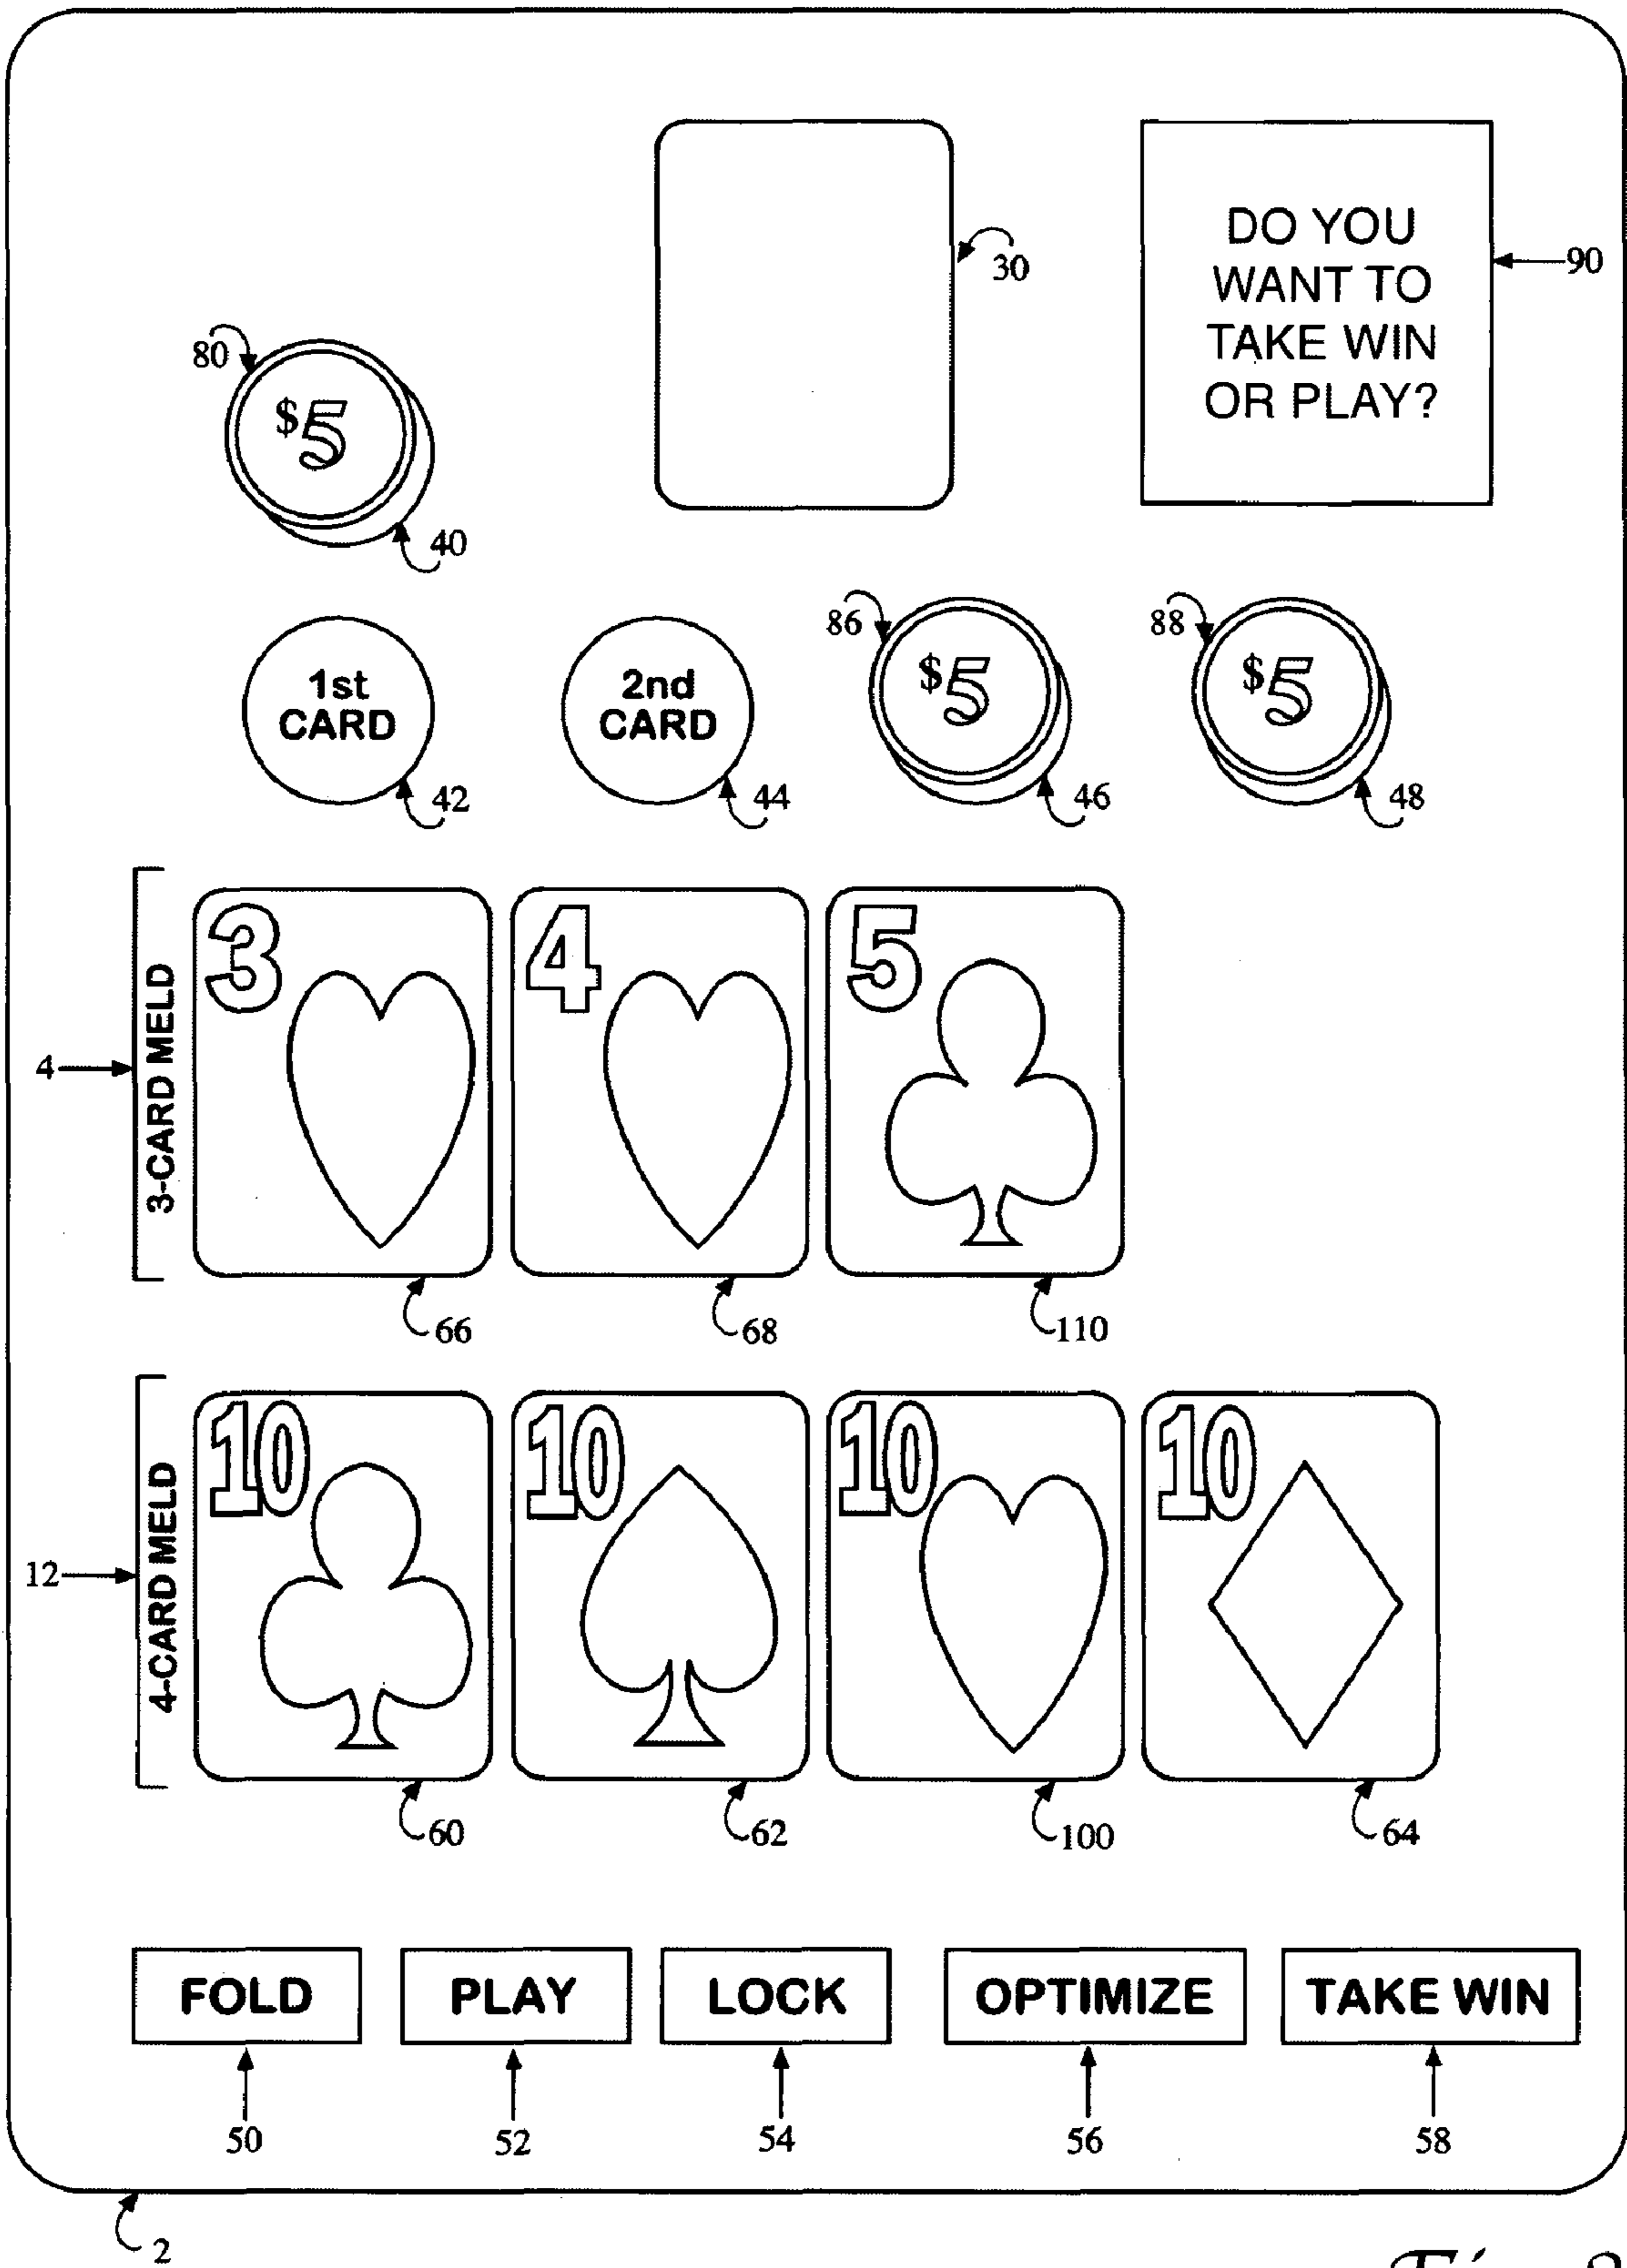 DO YOU
WANT TO
TAKE WIN
OR PLAY?
30
90
80
$5
40
86
$5
88
$5
1st
CARD
2nd
CARD
42
44
46
48
3-CARD MELD
3
4
5
4
66
68
110
4-CARD MELD
10
10
10
10
12
60
62
100
64
FOLD
PLAY
LOCK
OPTIMIZE
TAKE WIN
50
52
54
56
58
2